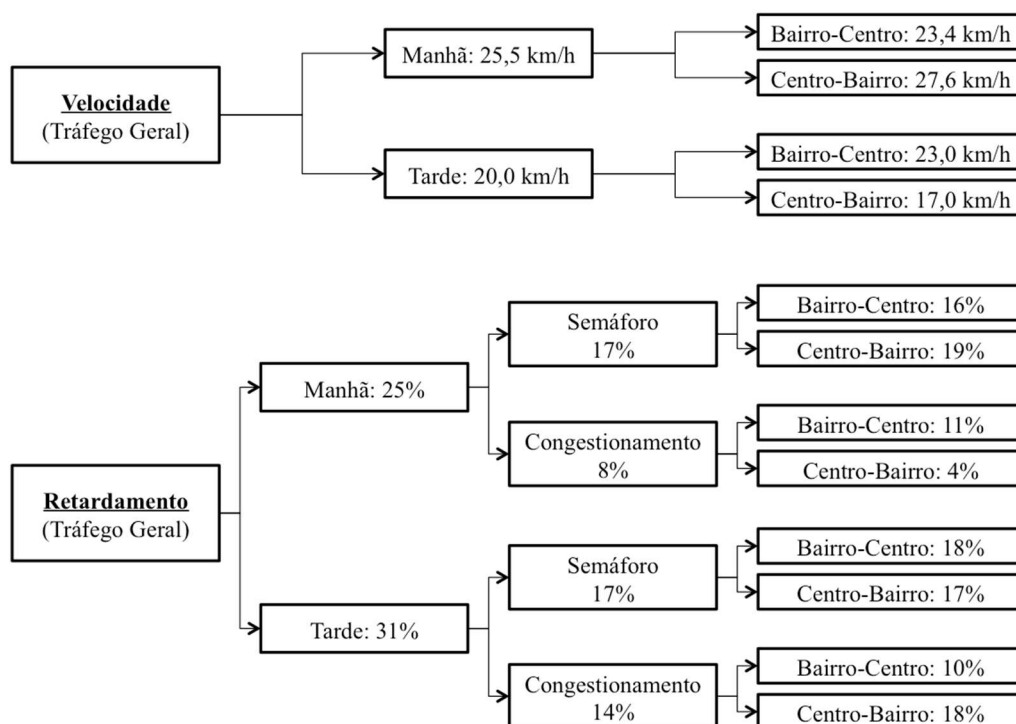 Velocidade
(Tráfego Geral)
Manhã: 25,5 km/h
Bairro-Centro: 23,4 km/h
Centro-Bairro: 27,6 km/h
Tarde: 20,0 km/h
Bairro-Centro: 23,0 km/h
Centro-Bairro: 17,0 km/h
Retardamento
(Tráfego Geral)
Manhã: 25%
Semáforo
17%
Bairro-Centro: 16%
Centro-Bairro: 19%
Congestionamento
8%
Bairro-Centro: 11%
Centro-Bairro: 4%
Tarde: 31%
Semáforo
17%
Bairro-Centro: 18%
Centro-Bairro: 17%
Congestionamento
14%
Bairro-Centro: 10%
Centro-Bairro: 18%